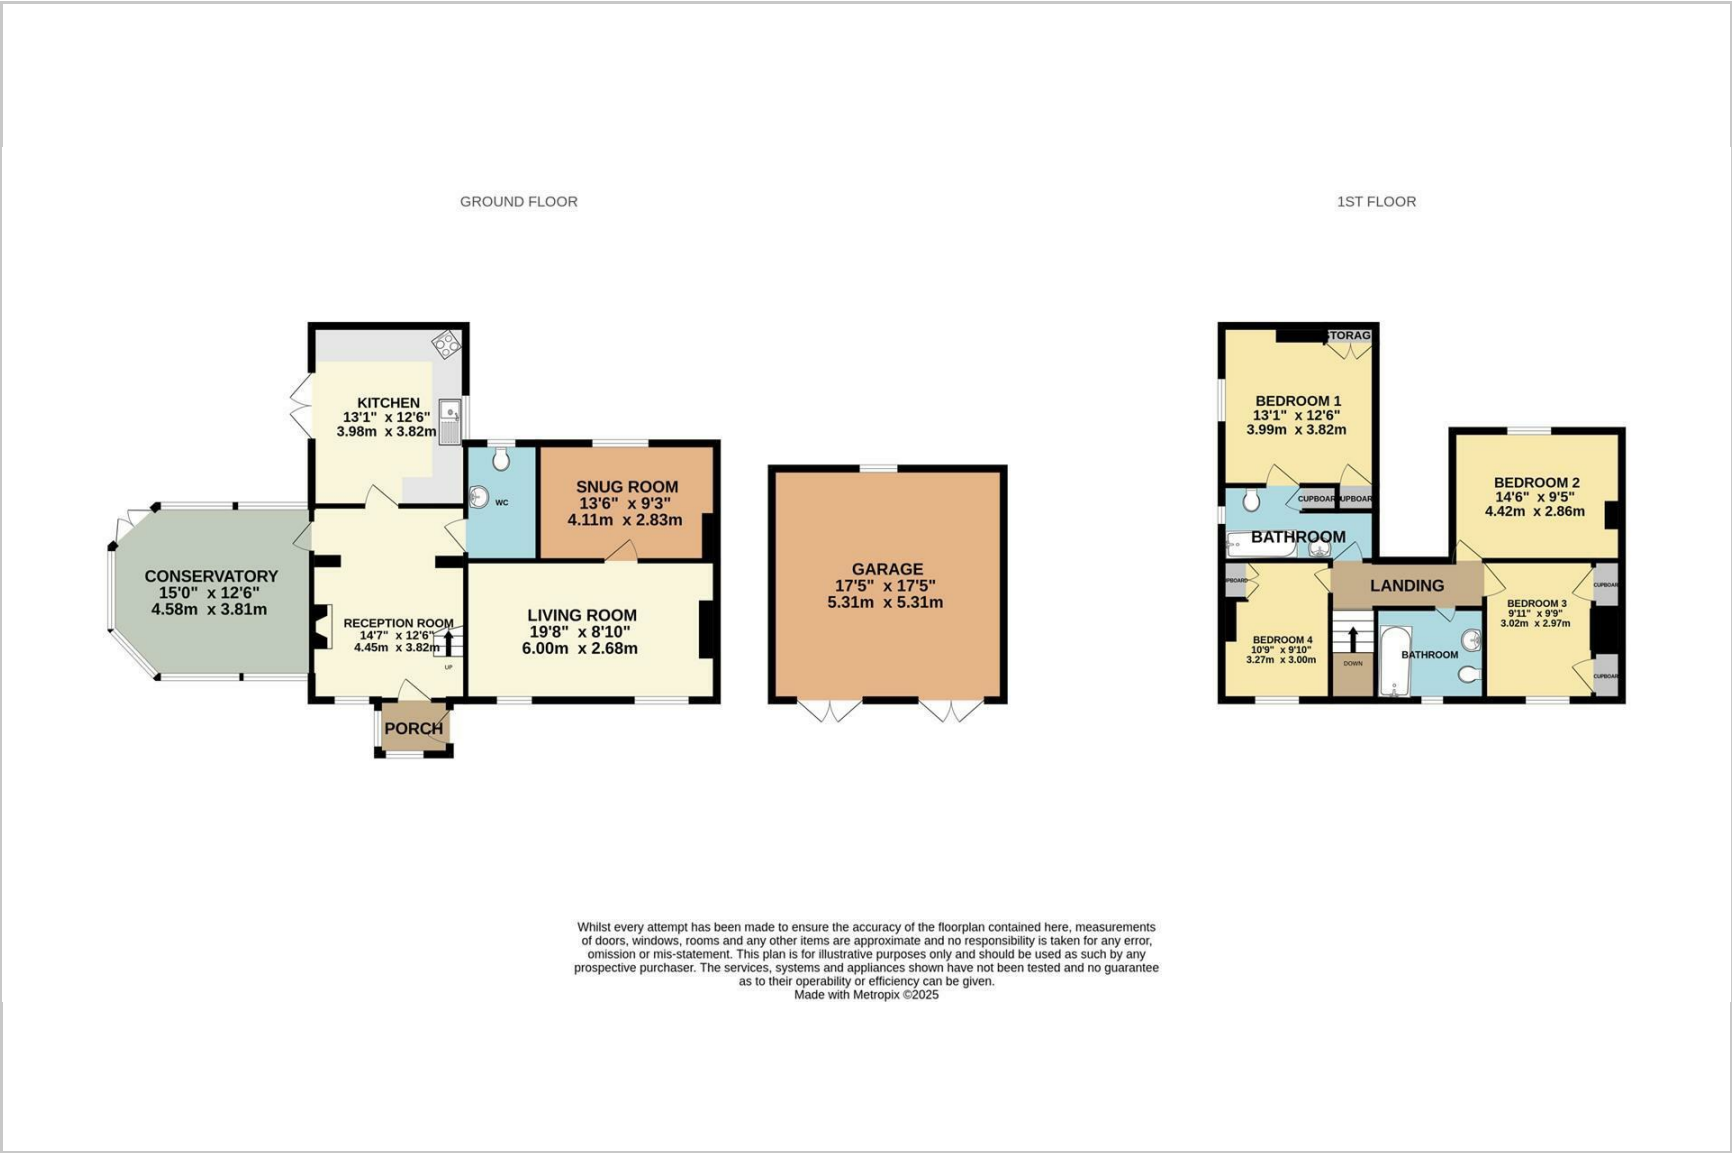 GROUND FLOOR
KITCHEN
13'1" x 12'6"
3.98m x 3.82m
WC
SNUG ROOM
13'6" x 9'3"
4.11m x 2.83m
CONSERVATORY
15'0" x 12'6"
4.58m x 3.81m
RECEPTION ROOM
14'7" x 12'6"
4.45m x 3.82m
UP
LIVING ROOM
19'8" x 8'10"
6.00m x 2.68m
PORCH
GARAGE
17'5" x 17'5"
5.31m x 5.31m
1ST FLOOR
STORAG
BEDROOM 1
13'1" x 12'6"
3.99m x 3.82m
CUPBOAR
UPBOAR
BATHROOM
BEDROOM 2
14'6" x 9'5"
4.42m x 2.86m
UPBOARD
LANDING
CUPBOAR
BEDROOM 3
9'11" x 9'9"
3.02m x 2.97m
BEDROOM 4
10'9" x 9'10"
3.27m x 3.00m
DOWN
BATHROOM
CUPBOAR
Whilst every attempt has been made to ensure the accuracy of the floorplan contained here, measurements
of doors, windows, rooms and any other items are approximate and no responsibility is taken for any error,
omission or mis-statement. This plan is for illustrative purposes only and should be used as such by any
prospective purchaser. The services, systems and appliances shown have not been tested and no guarantee
as to their operability or efficiency can be given.
Made with Metropix ©2025